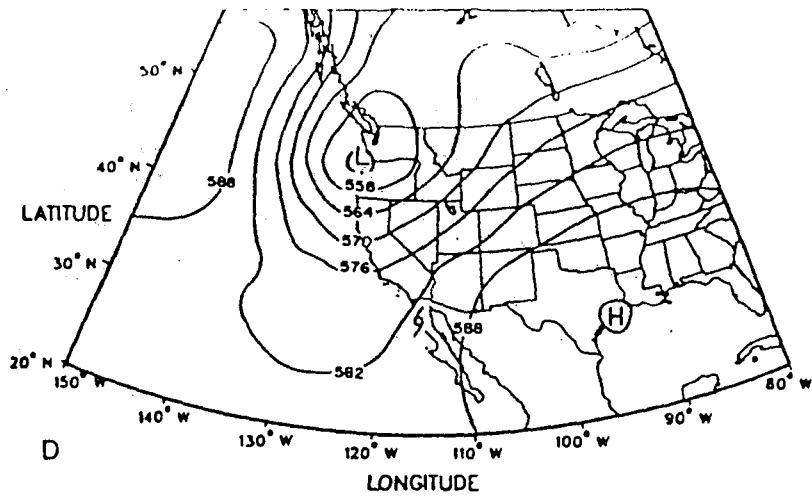 50° N
40° N
LATITUDE
30° N
20° N
150° W
140° W
130° W
120° W
110° W
100° W
90° W
80° W
LONGITUDE
D
588
L
558
564
570
576
582
588
H